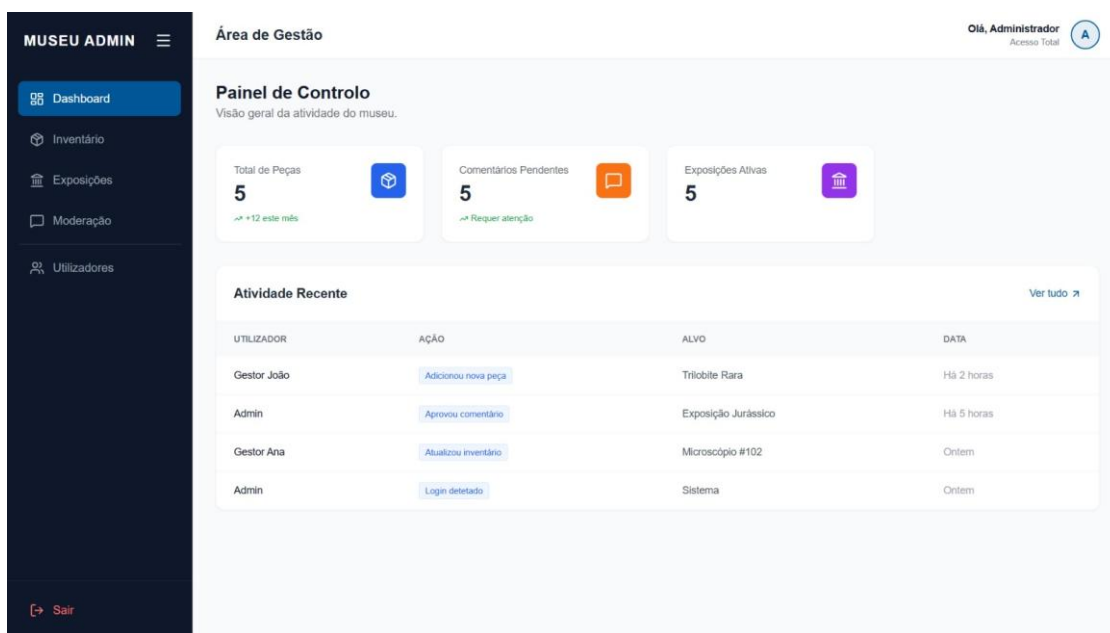 MUSEU ADMIN
Área de Gestão
Olá, Administrador
Acesso Total
A
Dashboard
Inventário
Exposições
Moderação
Utilizadores
Sair
Painel de Controlo
Visão geral da atividade do museu.
Total de Peças
5
+12 este mês
Comentários Pendentes
5
Requer atenção
Exposições Ativas
5
Atividade Recente
Ver tudo
UTILIZADOR AÇÃO ALVO DATA
Gestor João Adicionou nova peça Trilobite Rara Há 2 horas
Admin Aprovou comentário Exposição Jurássico Há 5 horas
Gestor Ana Atualizou inventário Microscópio #102 Ontem
Admin Login detetado Sistema Ontem